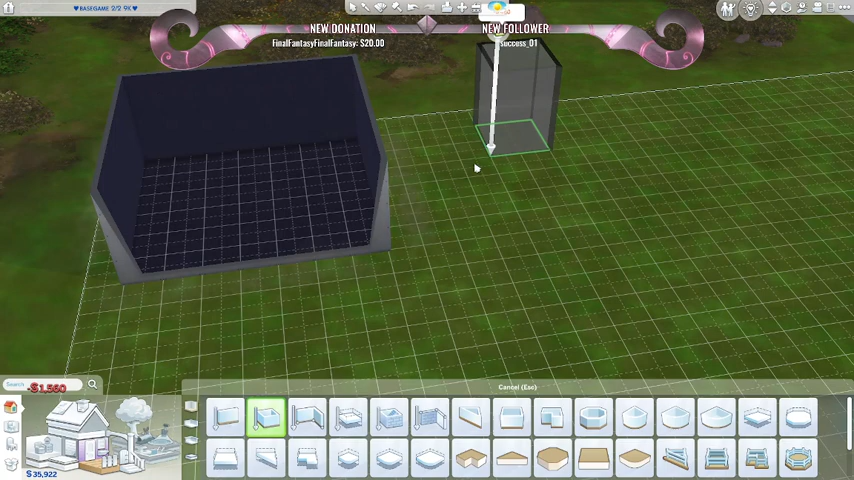 ♥BASEGAME 2/2 9K♥
NEW DONATION
FinalFantasyFinalFantasy: $20.00
NEW FOLLOWER
success_01
Cancel (Esc)
Search
-$1,560
$35,922